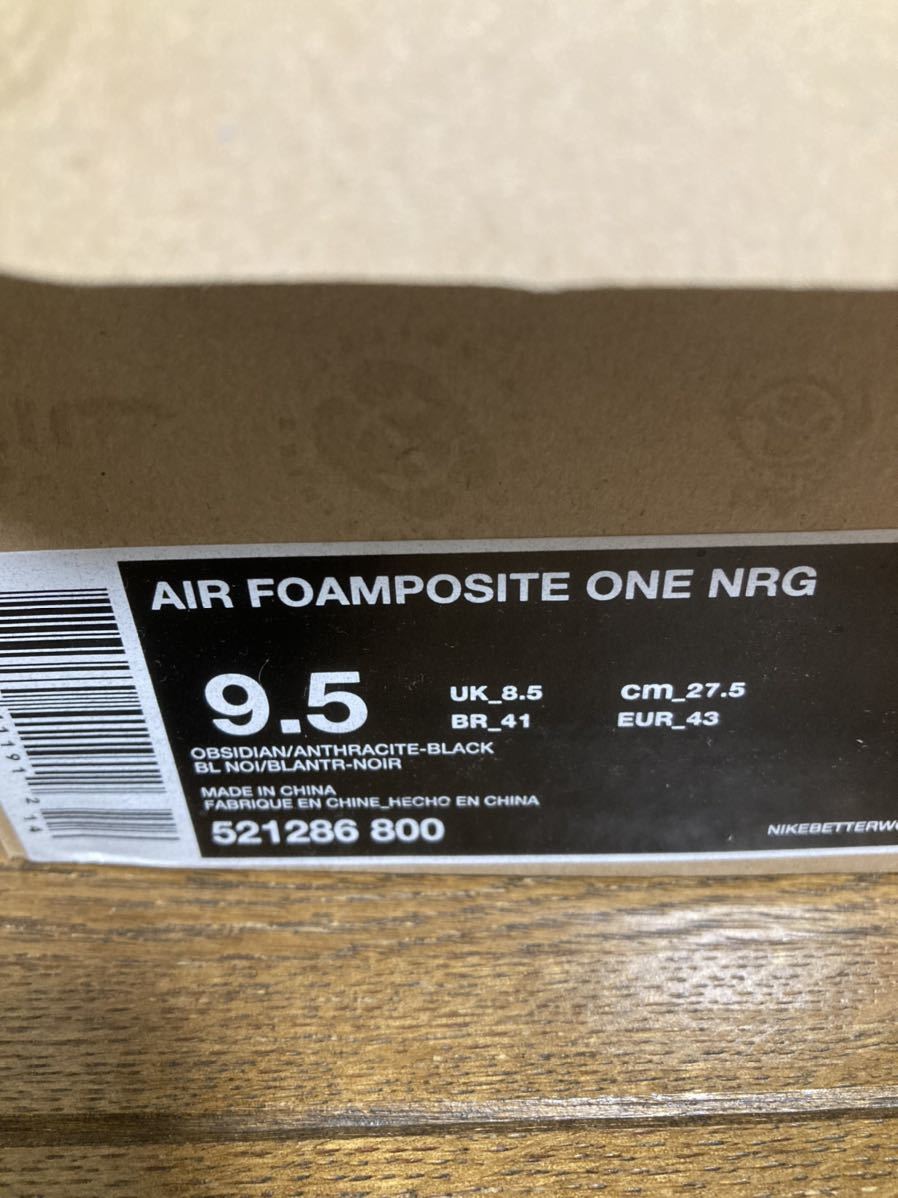 AIR FOAMPOSITE ONE NRG
9.5
UK_8.5
cm_27.5
BR_41
EUR_43
OBSIDIAN/ANTHRACITE-BLACK
BL NOI/BLANTR-NOIR
MADE IN CHINA
FABRIQUE EN CHINE_HECHO EN CHINA
521286 800